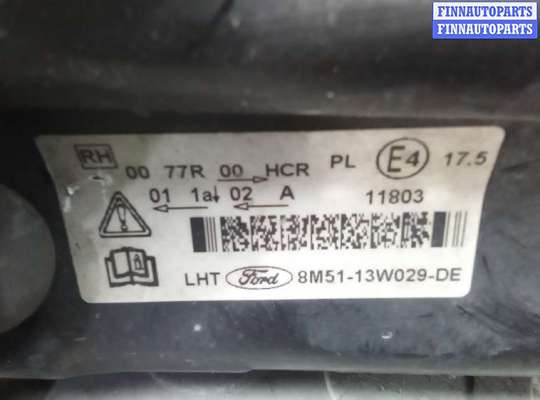 FINNAUTOPARTS
FINNAUTOPARTS
FINNAUTOPARTS
RH 00 77R 00 HCR PL E4 17.5
01 1a 02 A 11803
LHT Ford 8M51-13W029-DE